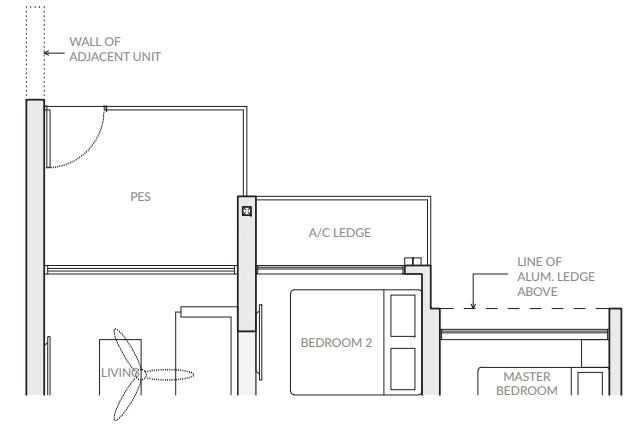 WALL OF
ADJACENT UNIT
PES
A/C LEDGE
LINE OF
ALUM. LEDGE
ABOVE
BEDROOM 2
LIVING
MASTER
BEDROOM